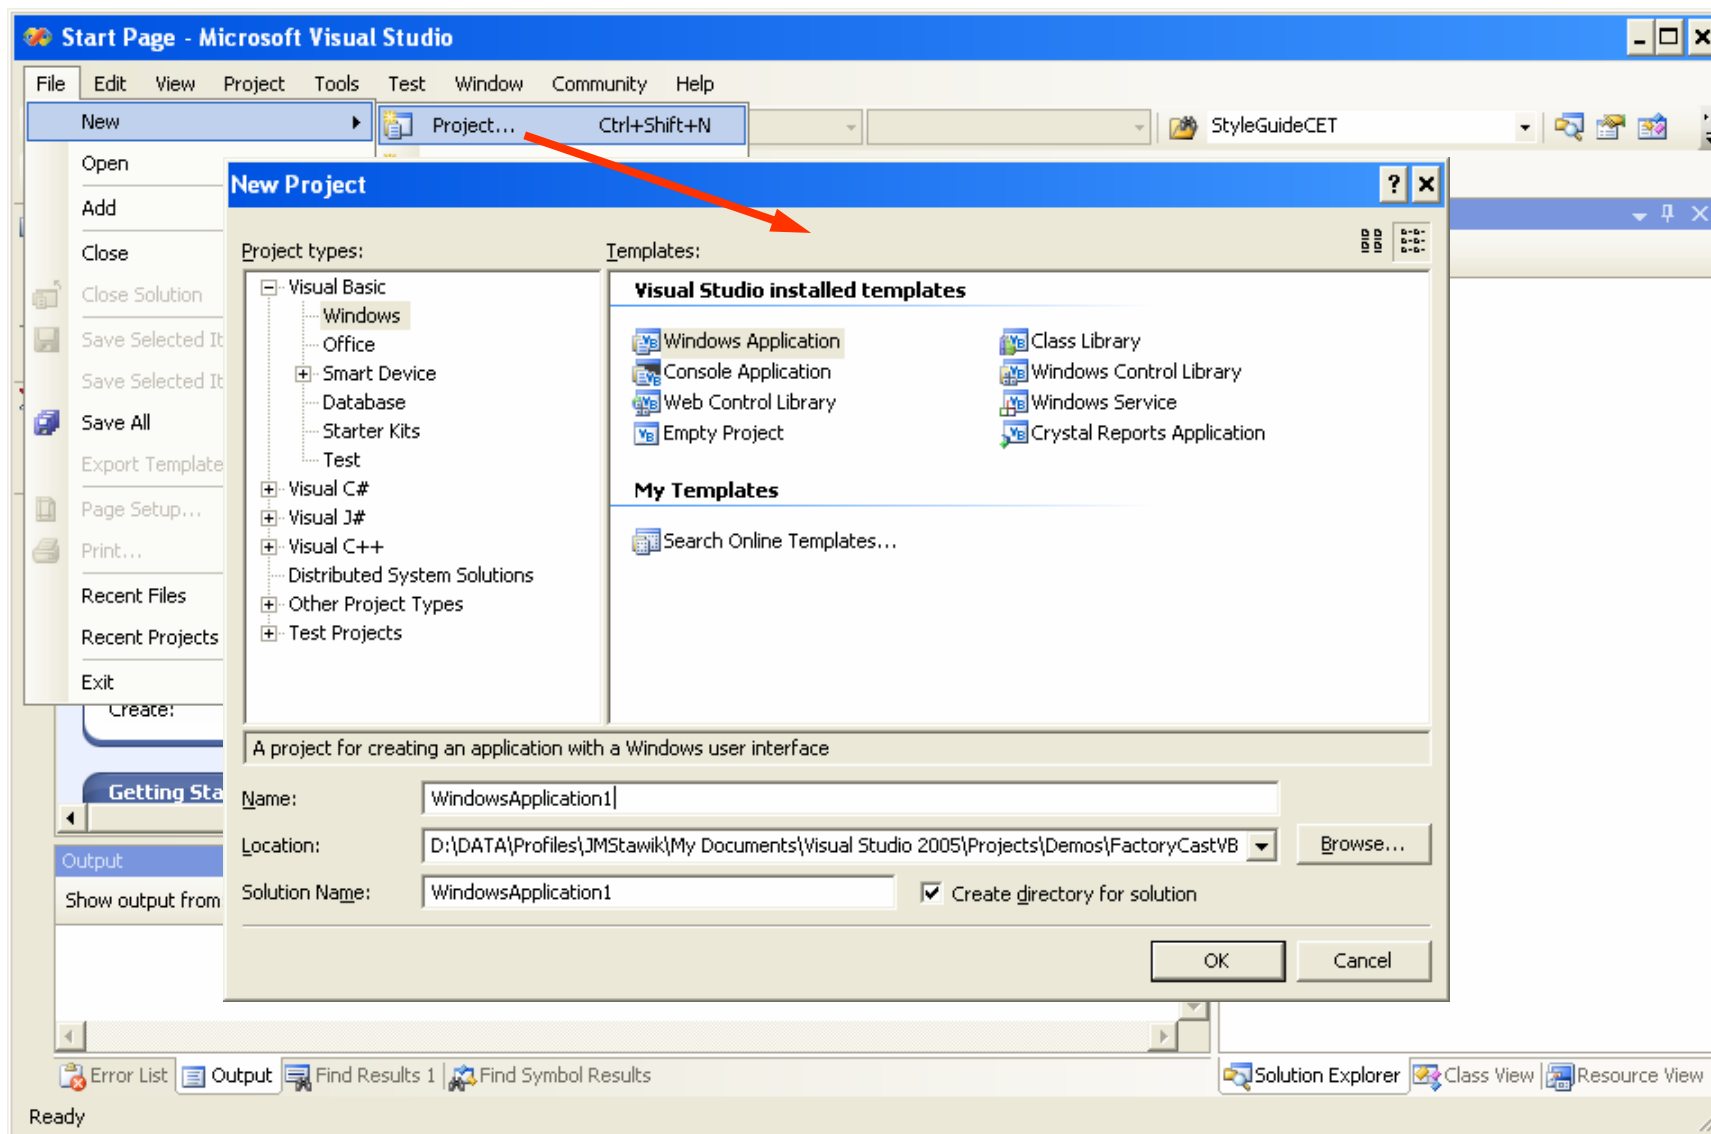 Start Page - Microsoft Visual Studio
File Edit View Project Tools Test Window Community Help
New Project... Ctrl+Shift+N StyleGuideCET
Open
Add
Close
Close Solution
Save Selected It
Save Selected It
Save All
Export Template
Page Setup...
Print...
Recent Files
Recent Projects
Exit
Create:
Getting Sta
New Project
Project types:
Visual Basic
Windows
Office
Smart Device
Database
Starter Kits
Test
Visual C#
Visual J#
Visual C++
Distributed System Solutions
Other Project Types
Test Projects
Templates:
Visual Studio installed templates
Windows Application Class Library
Console Application Windows Control Library
Web Control Library Windows Service
Empty Project Crystal Reports Application
My Templates
Search Online Templates...
A project for creating an application with a Windows user interface
Name: WindowsApplication1
Location: D:\DATA\Profiles\JMStawik\My Documents\Visual Studio 2005\Projects\Demos\FactoryCastVB Browse...
Solution Name: WindowsApplication1 Create directory for solution
OK Cancel
Output
Show output from
Error List Output Find Results 1 Find Symbol Results Solution Explorer Class View Resource View
Ready